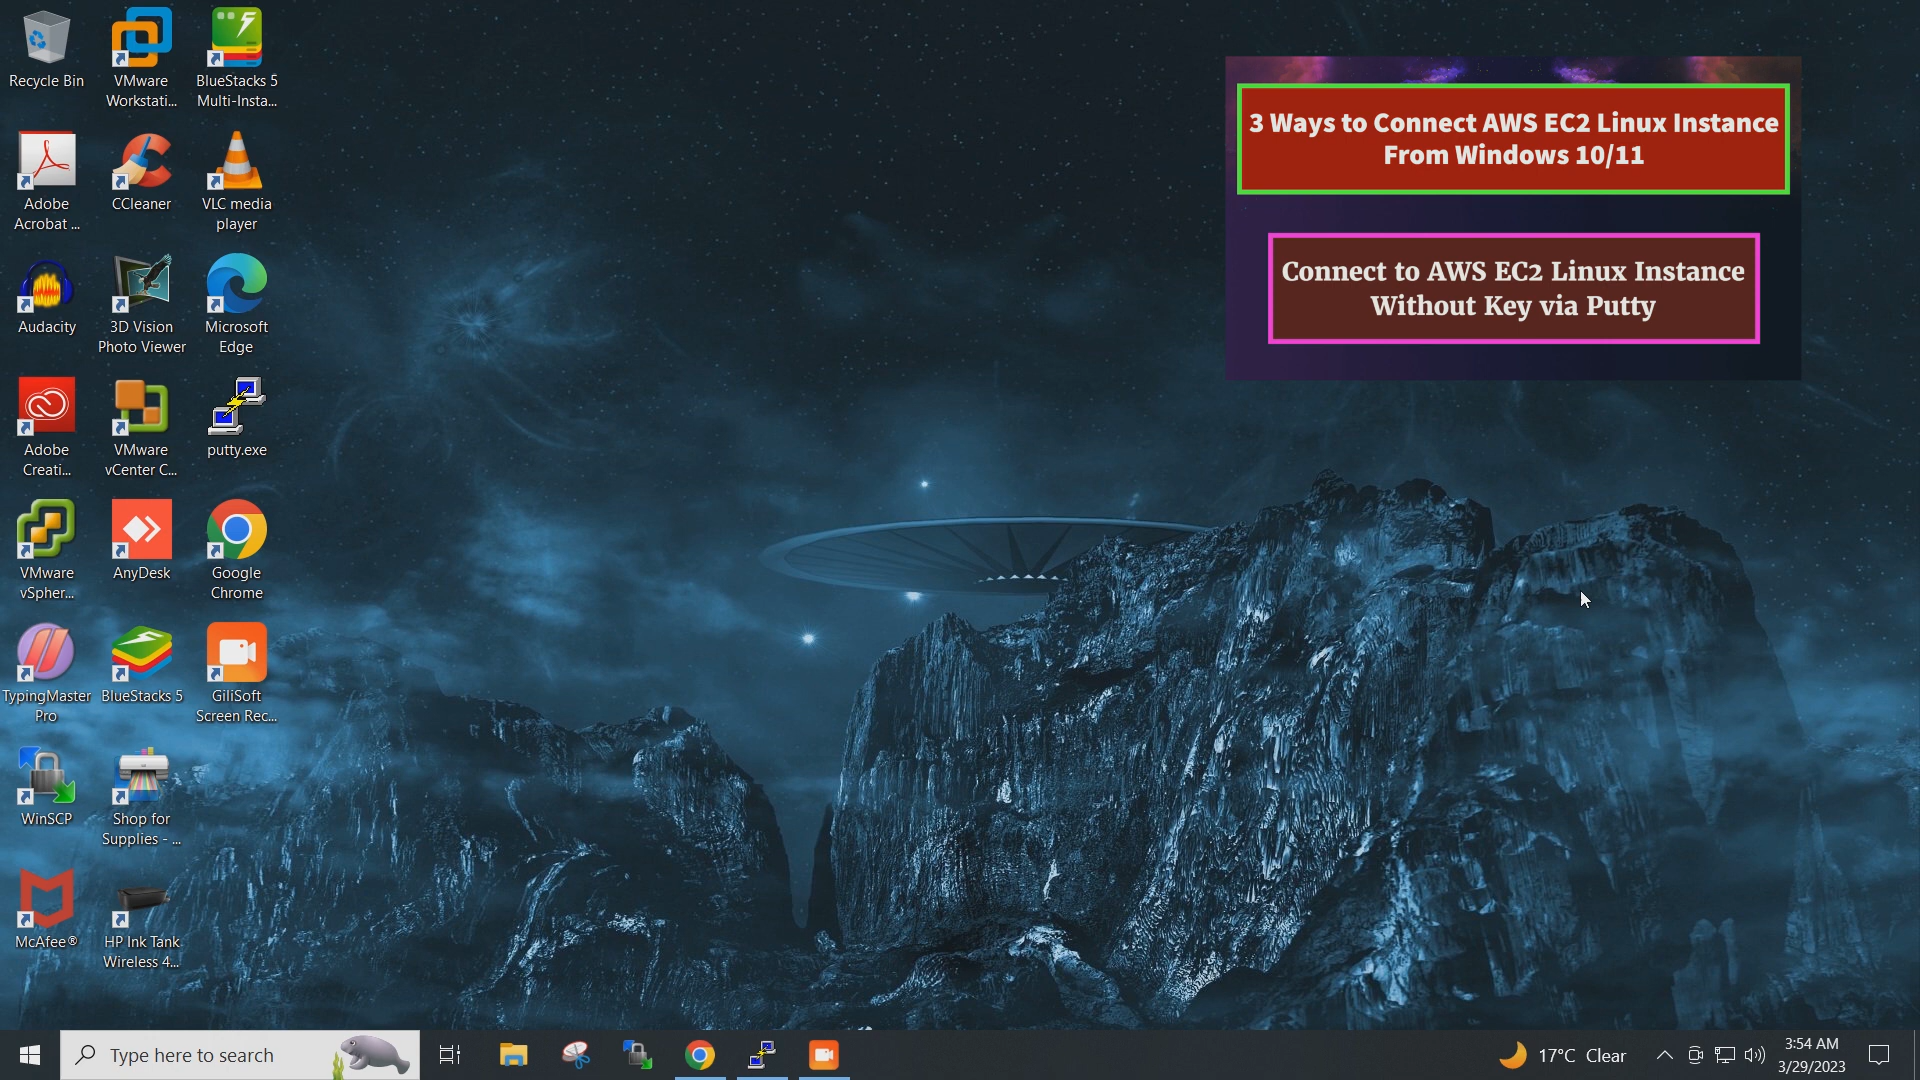 Recycle Bin
VMware
Workstati...
BlueStacks 5
Multi-Insta...
Adobe
Acrobat ...
CCleaner
VLC media
player
Audacity
3D Vision
Photo Viewer
Microsoft
Edge
Adobe
Creati...
VMware
vCenter C...
putty.exe
VMware
vSpher...
AnyDesk
Google
Chrome
TypingMaster
Pro
BlueStacks 5
GiliSoft
Screen Rec...
WinSCP
Shop for
Supplies - ...
McAfee®
HP Ink Tank
Wireless 4...
3 Ways to Connect AWS EC2 Linux Instance
From Windows 10/11
Connect to AWS EC2 Linux Instance
Without Key via Putty
Type here to search
17°C Clear
3:54 AM
3/29/2023